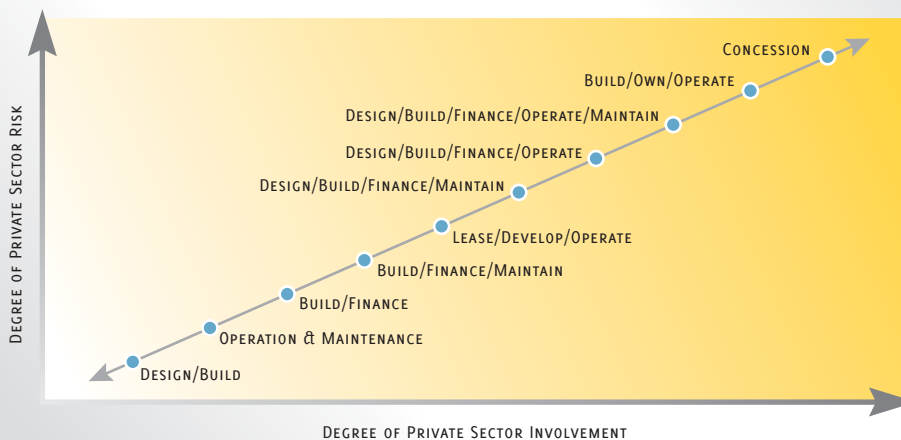 Concession
Build/Own/Operate
Design/Build/Finance/Operate/Maintain
Design/Build/Finance/Operate
Design/Build/Finance/Maintain
Lease/Develop/Operate
Build/Finance/Maintain
Build/Finance
Operation & Maintenance
Design/Build
Degree of Private Sector Risk
Degree of Private Sector Involvement